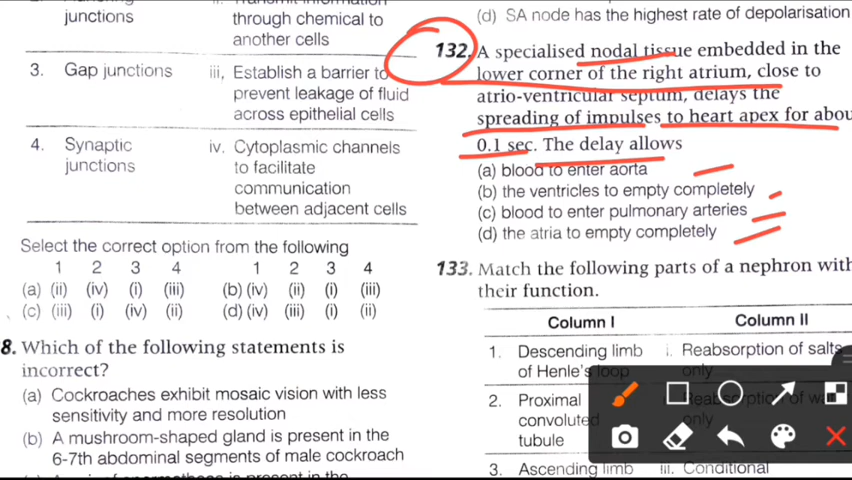 junctions
through chemical to
another cells
3. Gap junctions iii, Establish a barrier to
prevent leakage of fluid
across epithelial cells
4. Synaptic iv. Cytoplasmic channels
junctions to facilitate
communication
between adjacent cells
Select the correct option from the following
1 2 3 4 1 2 3 4
(a) (ii) (iv) (i) (iii) (b) (iv) (ii) (i) (iii)
(c) (iii) (i) (iv) (ii) (d) (iv) (iii) (i) (ii)
8. Which of the following statements is
incorrect?
(a) Cockroaches exhibit mosaic vision with less
sensitivity and more resolution
(b) A mushroom-shaped gland is present in the
6-7th abdominal segments of male cockroach
(d) SA node has the highest rate of depolarisation
132. A specialised nodal tissue embedded in the
lower corner of the right atrium, close to
atrio-ventricular septum, delays the
spreading of impulses to heart apex for abou
0.1 sec. The delay allows
(a) blood to enter aorta
(b) the ventricles to empty completely
(c) blood to enter pulmonary arteries
(d) the atria to empty completely
133. Match the following parts of a nephron with
their function.
Column I Column II
1. Descending limb i. Reabsorption of salts
of Henle's loop only
2. Proximal
convoluted only
tubule
3. Ascending limb iii. Conditional